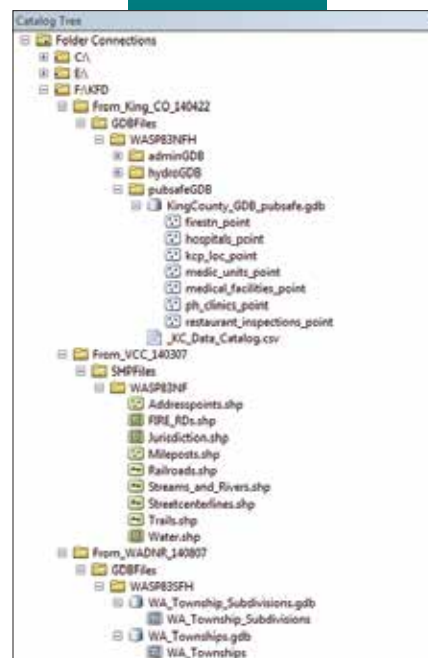 Catalog Tree
Folder Connections
C:\
E:\
F:\KFD
From_King_CO_140422
GDBFiles
WASP83NFH
adminGDB
hydroGDB
pubsafeGDB
KingCounty_GDB_pubsafe.gdb
firestn_point
hospitals_point
kcp_loc_point
medic_units_point
medical_facilities_point
ph_clinics_point
restaurant_inspections_point
_KC_Data_Catalog.csv
From_VCC_140307
SHPFiles
WASP83NF
Addresspoints.shp
FIRE_RDs.shp
Jurisdiction.shp
Mileposts.shp
Railroads.shp
Streams_and_Rivers.shp
Streetcenterlines.shp
Trails.shp
Water.shp
From_WADNR_140807
GDBFiles
WASP83SFH
WA_Township_Subdivisions.gdb
WA_Township_Subdivisions
WA_Townships.gdb
WA_Townships